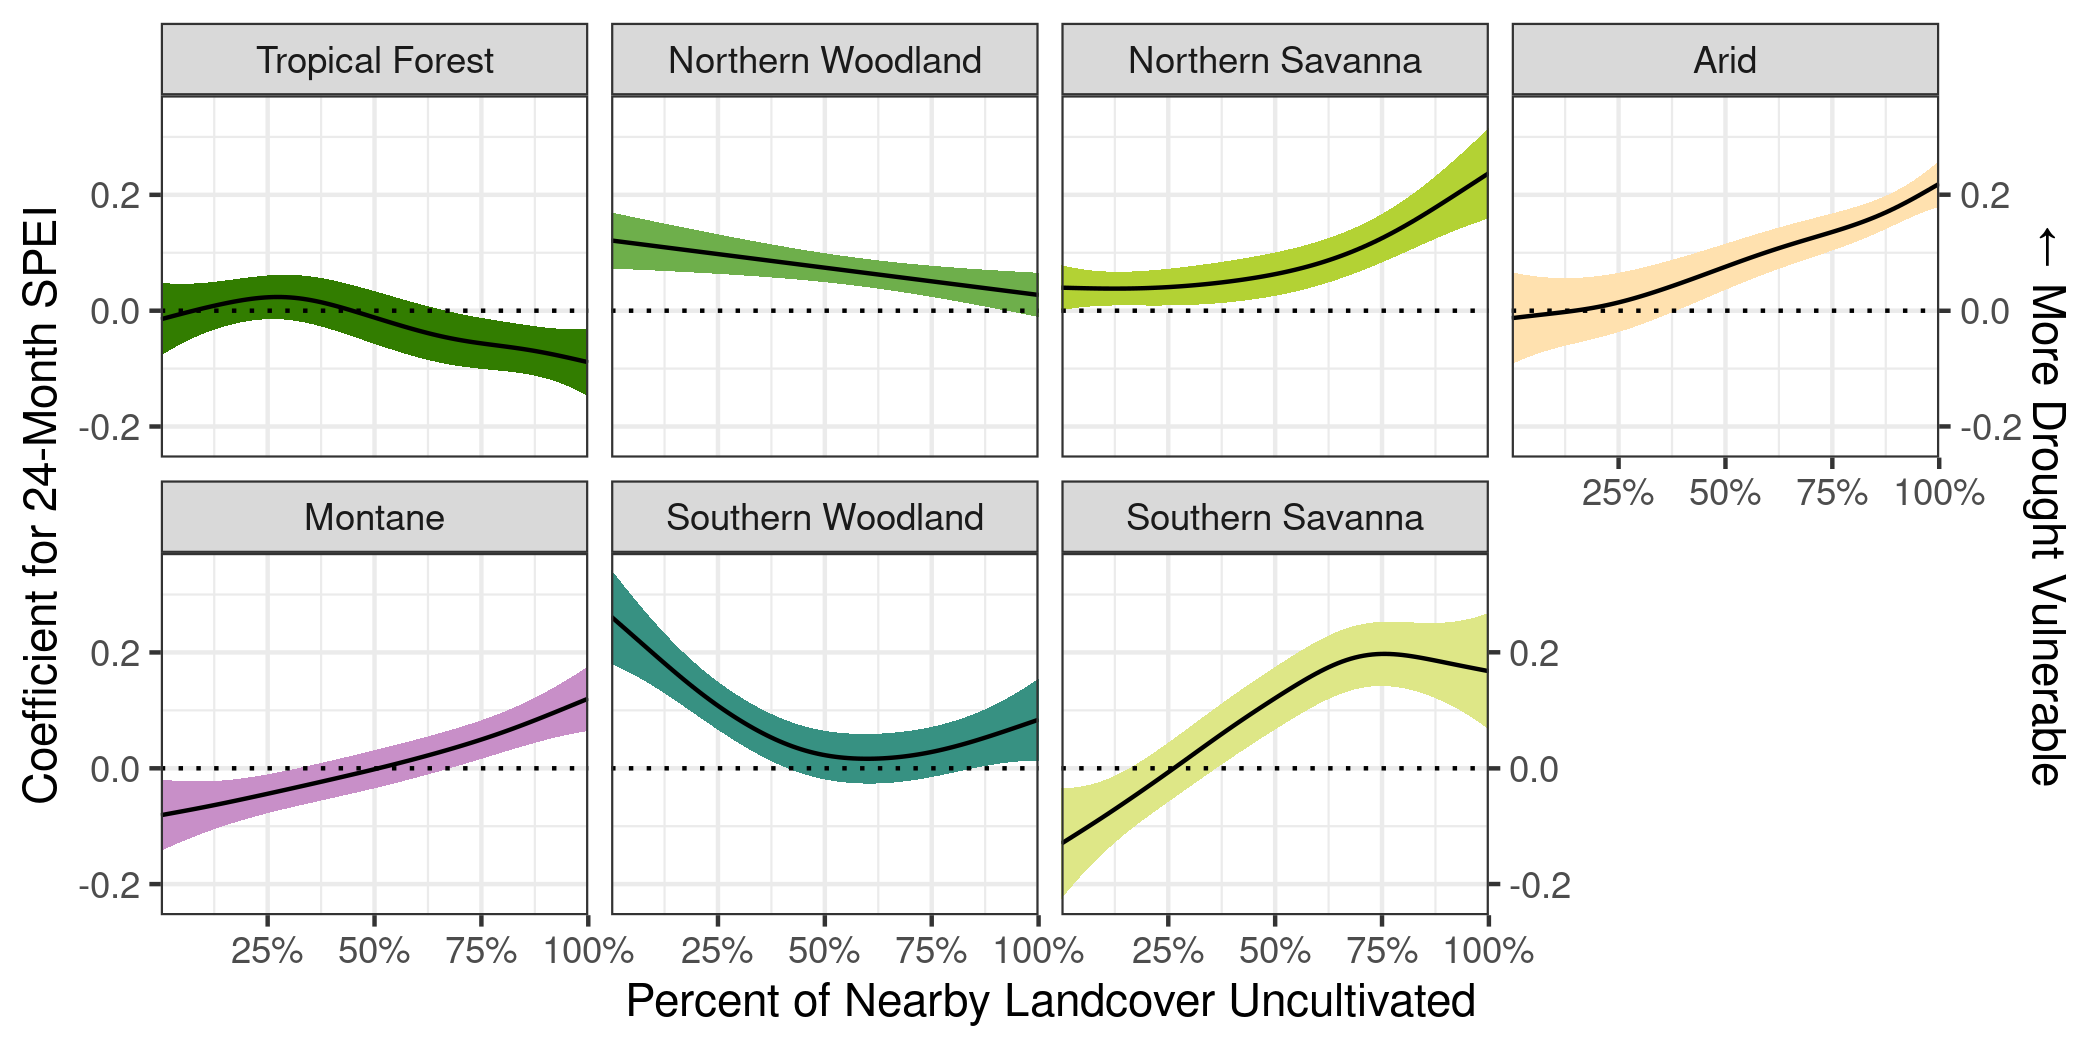 Tropical Forest
Northern Woodland
Northern Savanna
Arid
0.2
0.0
-0.2
0.2
0.0
-0.2
25% 50% 75% 100%
Coefficient for 24-Month SPEI
← More Drought Vulnerable
Montane
Southern Woodland
Southern Savanna
0.2
0.0
-0.2
0.2
0.0
-0.2
25% 50% 75% 100%
25% 50% 75% 100%
25% 50% 75% 100%
Percent of Nearby Landcover Uncultivated